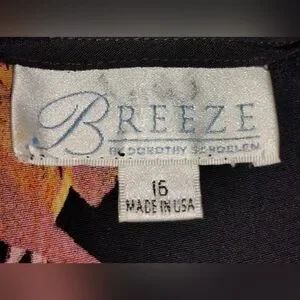 BREEZE
BY DOROTHY SCHOELEN
16
MADE IN USA